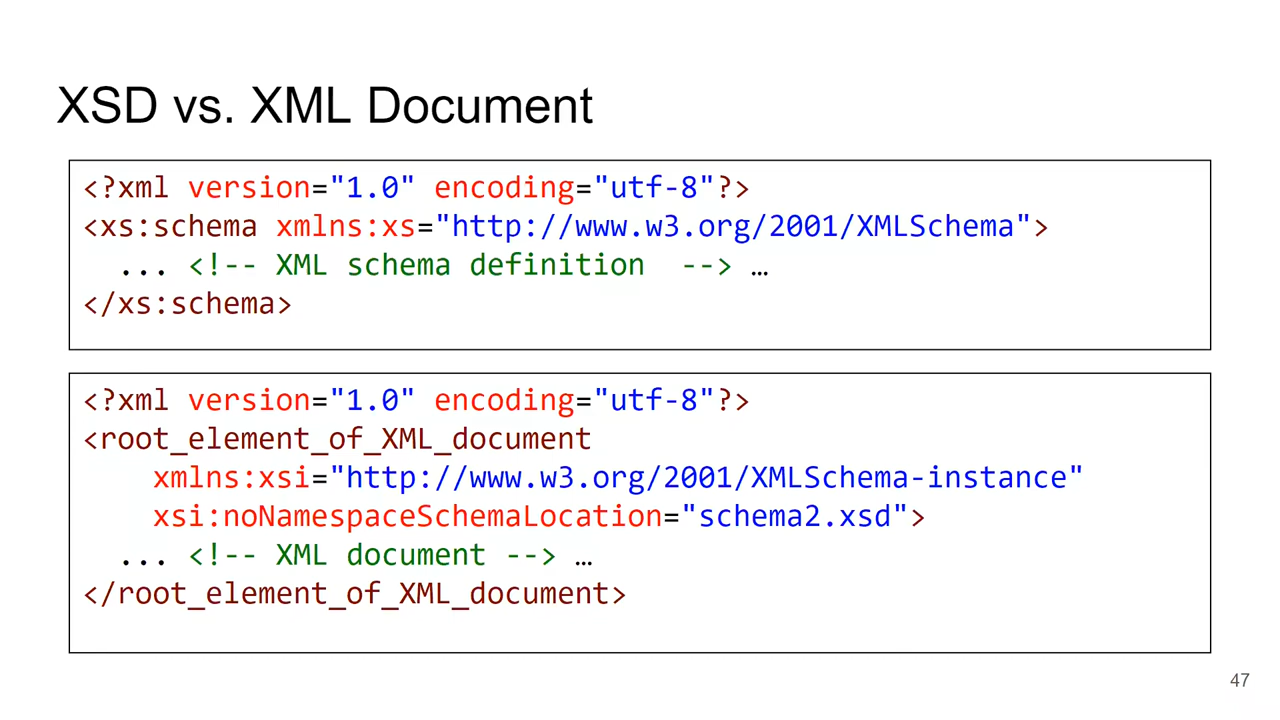 XSD vs. XML Document
<?xml version="1.0" encoding="utf-8"?>
<xs:schema xmlns:xs="http://www.w3.org/2001/XMLSchema">
  ... <!-- XML schema definition  --> …
</xs:schema>
<?xml version="1.0" encoding="utf-8"?>
<root_element_of_XML_document
    xmlns:xsi="http://www.w3.org/2001/XMLSchema-instance"
    xsi:noNamespaceSchemaLocation="schema2.xsd">
  ... <!-- XML document --> …
</root_element_of_XML_document>
47